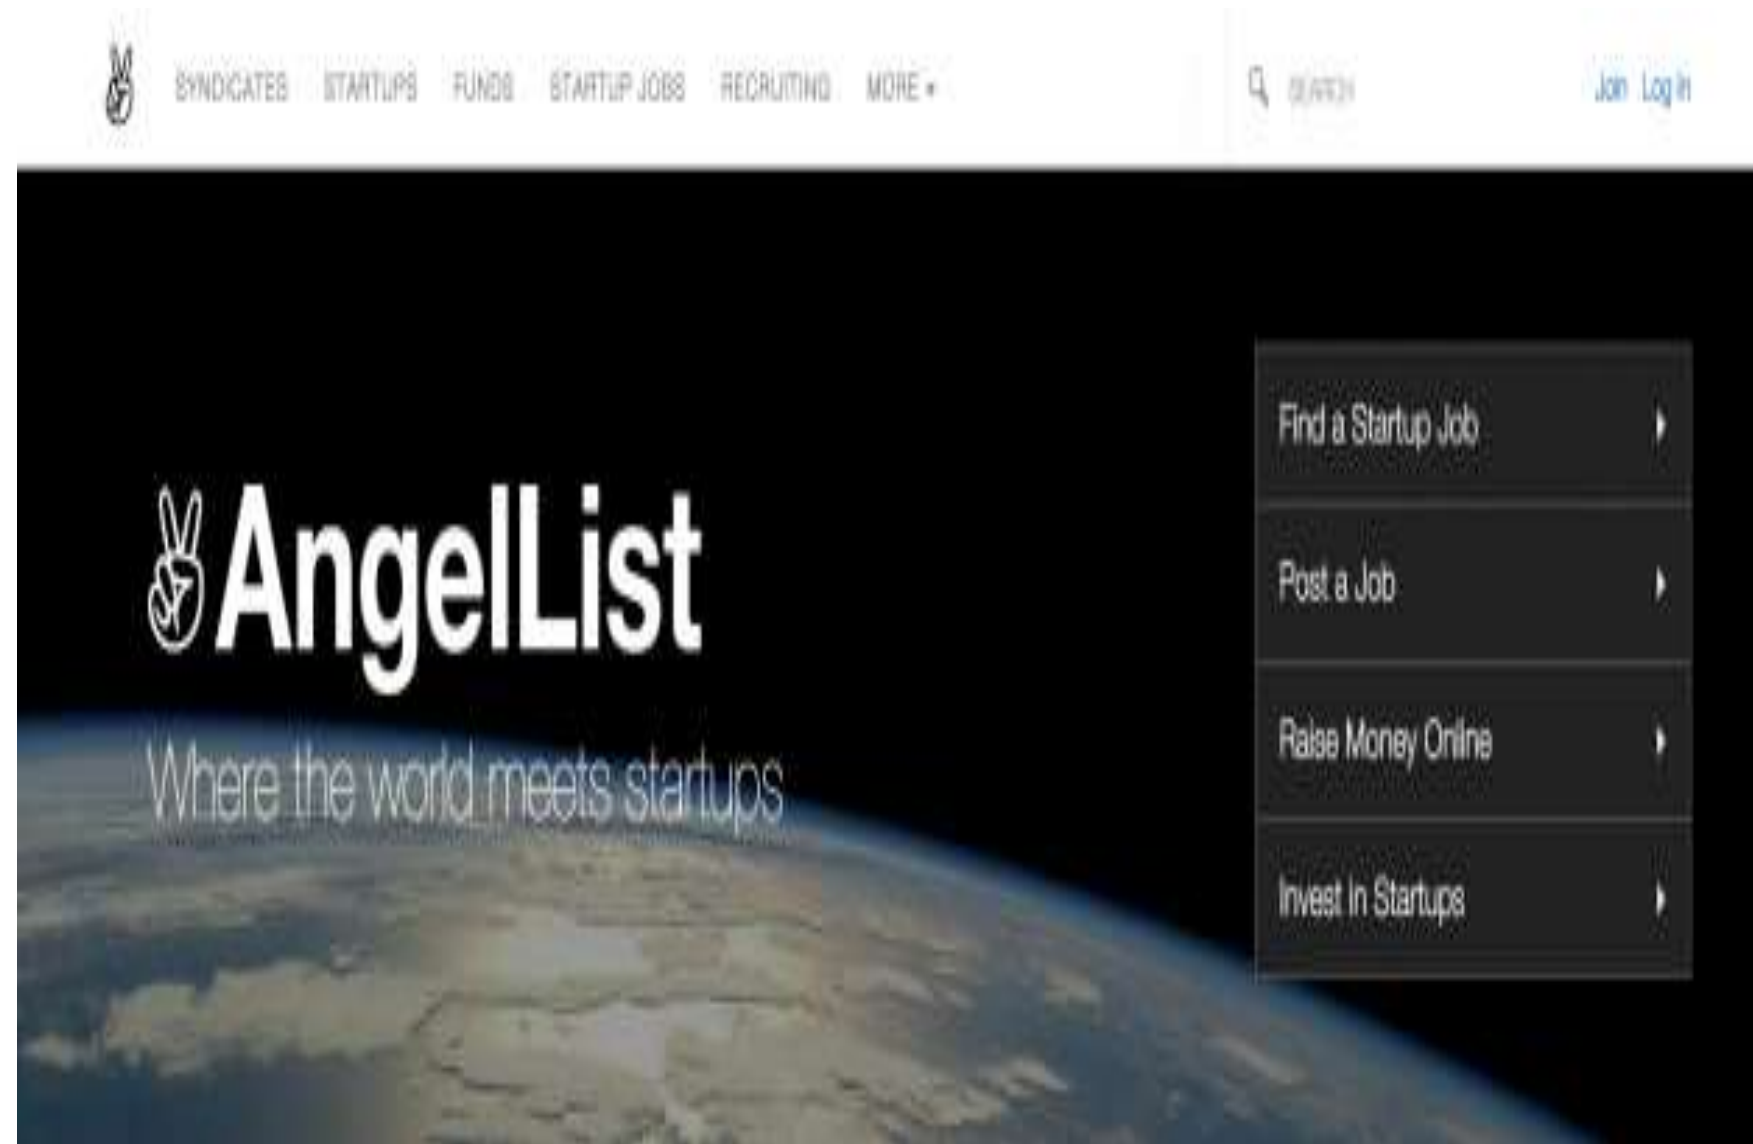 SYNDICATES STARTUPS FUNDS STARTUP JOBS RECRUITING MORE
SEARCH
Join Log In
AngelList
Where the world meets startups
Find a Startup Job
Post a Job
Raise Money Online
Invest in Startups